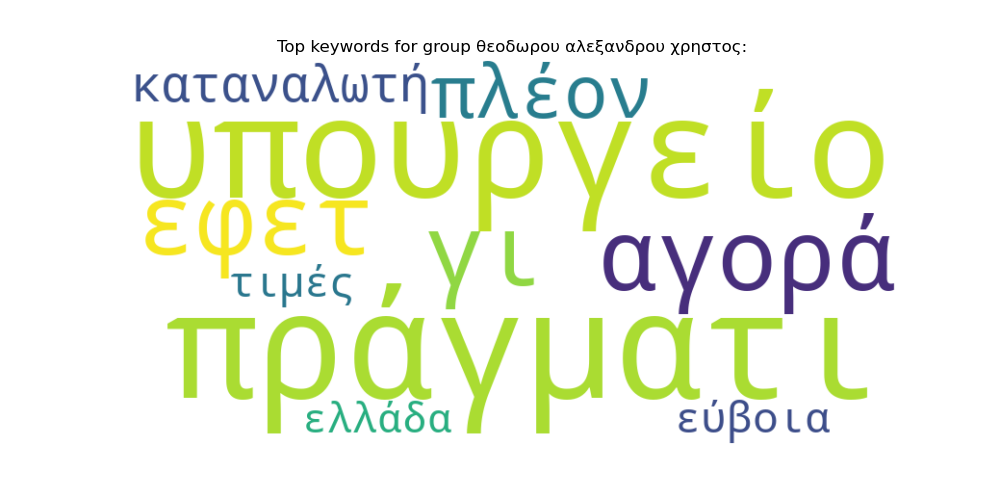 Top keywords for group θεοδωρου αλεξανδρου χρηστος:
καταναλωτή πλέον
υπουργείο
εφετ γι αγορά
τιμές
πράγματι
ελλάδα εύβοια